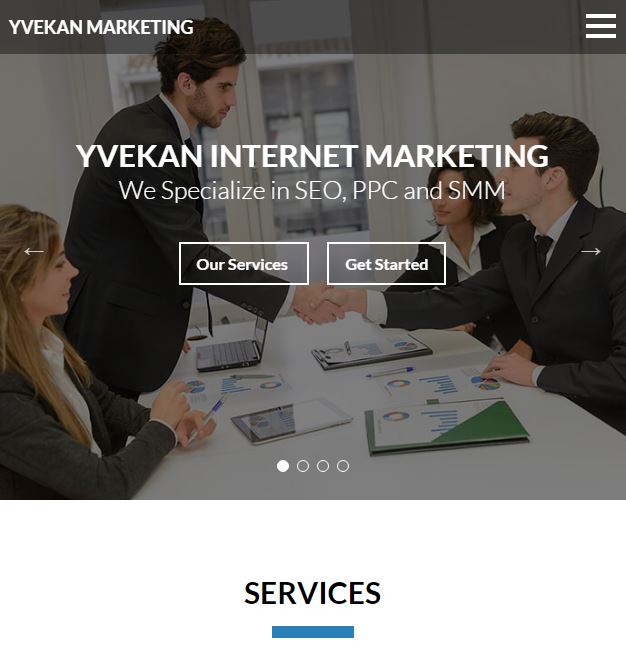 YVEKAN MARKETING
YVEKAN INTERNET MARKETING
We Specialize in SEO, PPC and SMM
← →
Our Services Get Started
SERVICES